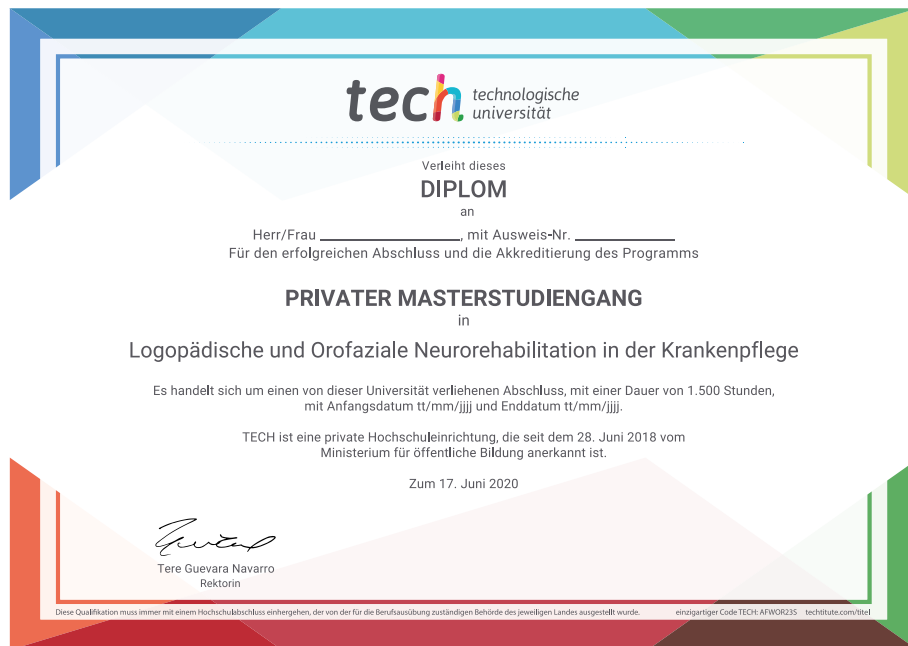 tech technologische
universität
Verleiht dieses
DIPLOM
an
Herr/Frau ____________, mit Ausweis-Nr. ____________
Für den erfolgreichen Abschluss und die Akkreditierung des Programms
PRIVATER MASTERSTUDIENGANG
in
Logopädische und Orofaziale Neurorehabilitation in der Krankenpflege
Es handelt sich um einen von dieser Universität verliehenen Abschluss, mit einer Dauer von 1.500 Stunden,
mit Anfangsdatum tt/mm/jjjj und Enddatum tt/mm/jjjj.
TECH ist eine private Hochschuleinrichtung, die seit dem 28. Juni 2018 vom
Ministerium für öffentliche Bildung anerkannt ist.
Zum 17. Juni 2020
Tere Guevara Navarro
Rektorin
Diese Qualifikation muss immer mit einem Hochschulabschluss einhergehen, der von der für die Berufsausübung zuständigen Behörde des jeweiligen Landes ausgestellt wurde. einzigartiger Code TECH: AFWOR23S techtitute.com/titel